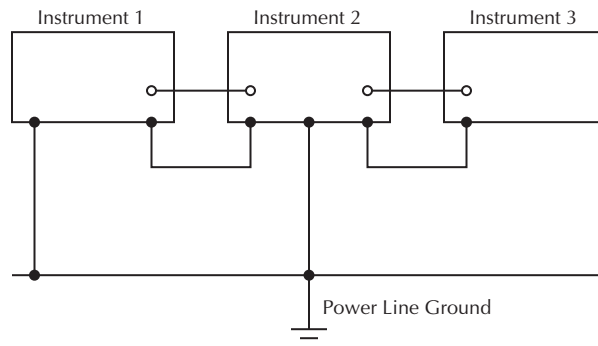 Instrument 1
Instrument 2
Instrument 3
Power Line Ground